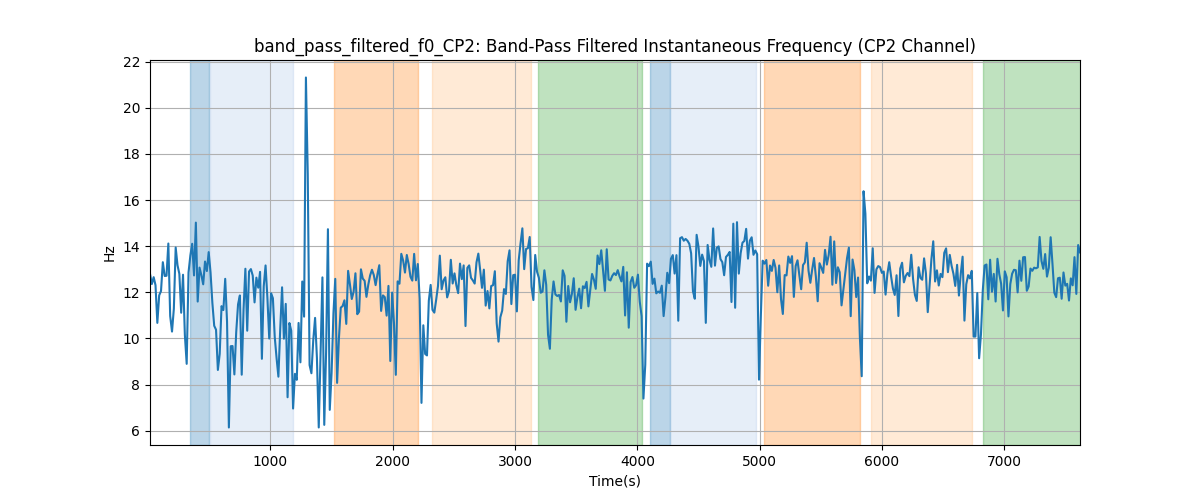 band_pass_filtered_f0_CP2: Band-Pass Filtered Instantaneous Frequency (CP2 Channel)
22
20
18
16
14
12
10
8
6
Hz
1000 2000 3000 4000 5000 6000 7000
Time(s)